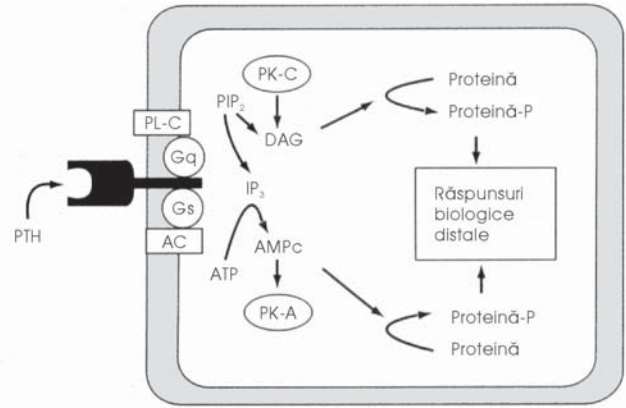 PK-C
PIP₂
DAG
PL-C
Gq
PTH
IP₃
Gs
AC
ATP
AMPc
PK-A
Proteină
Proteină-P
Răspunsuri
biologice
distale
Proteină-P
Proteină